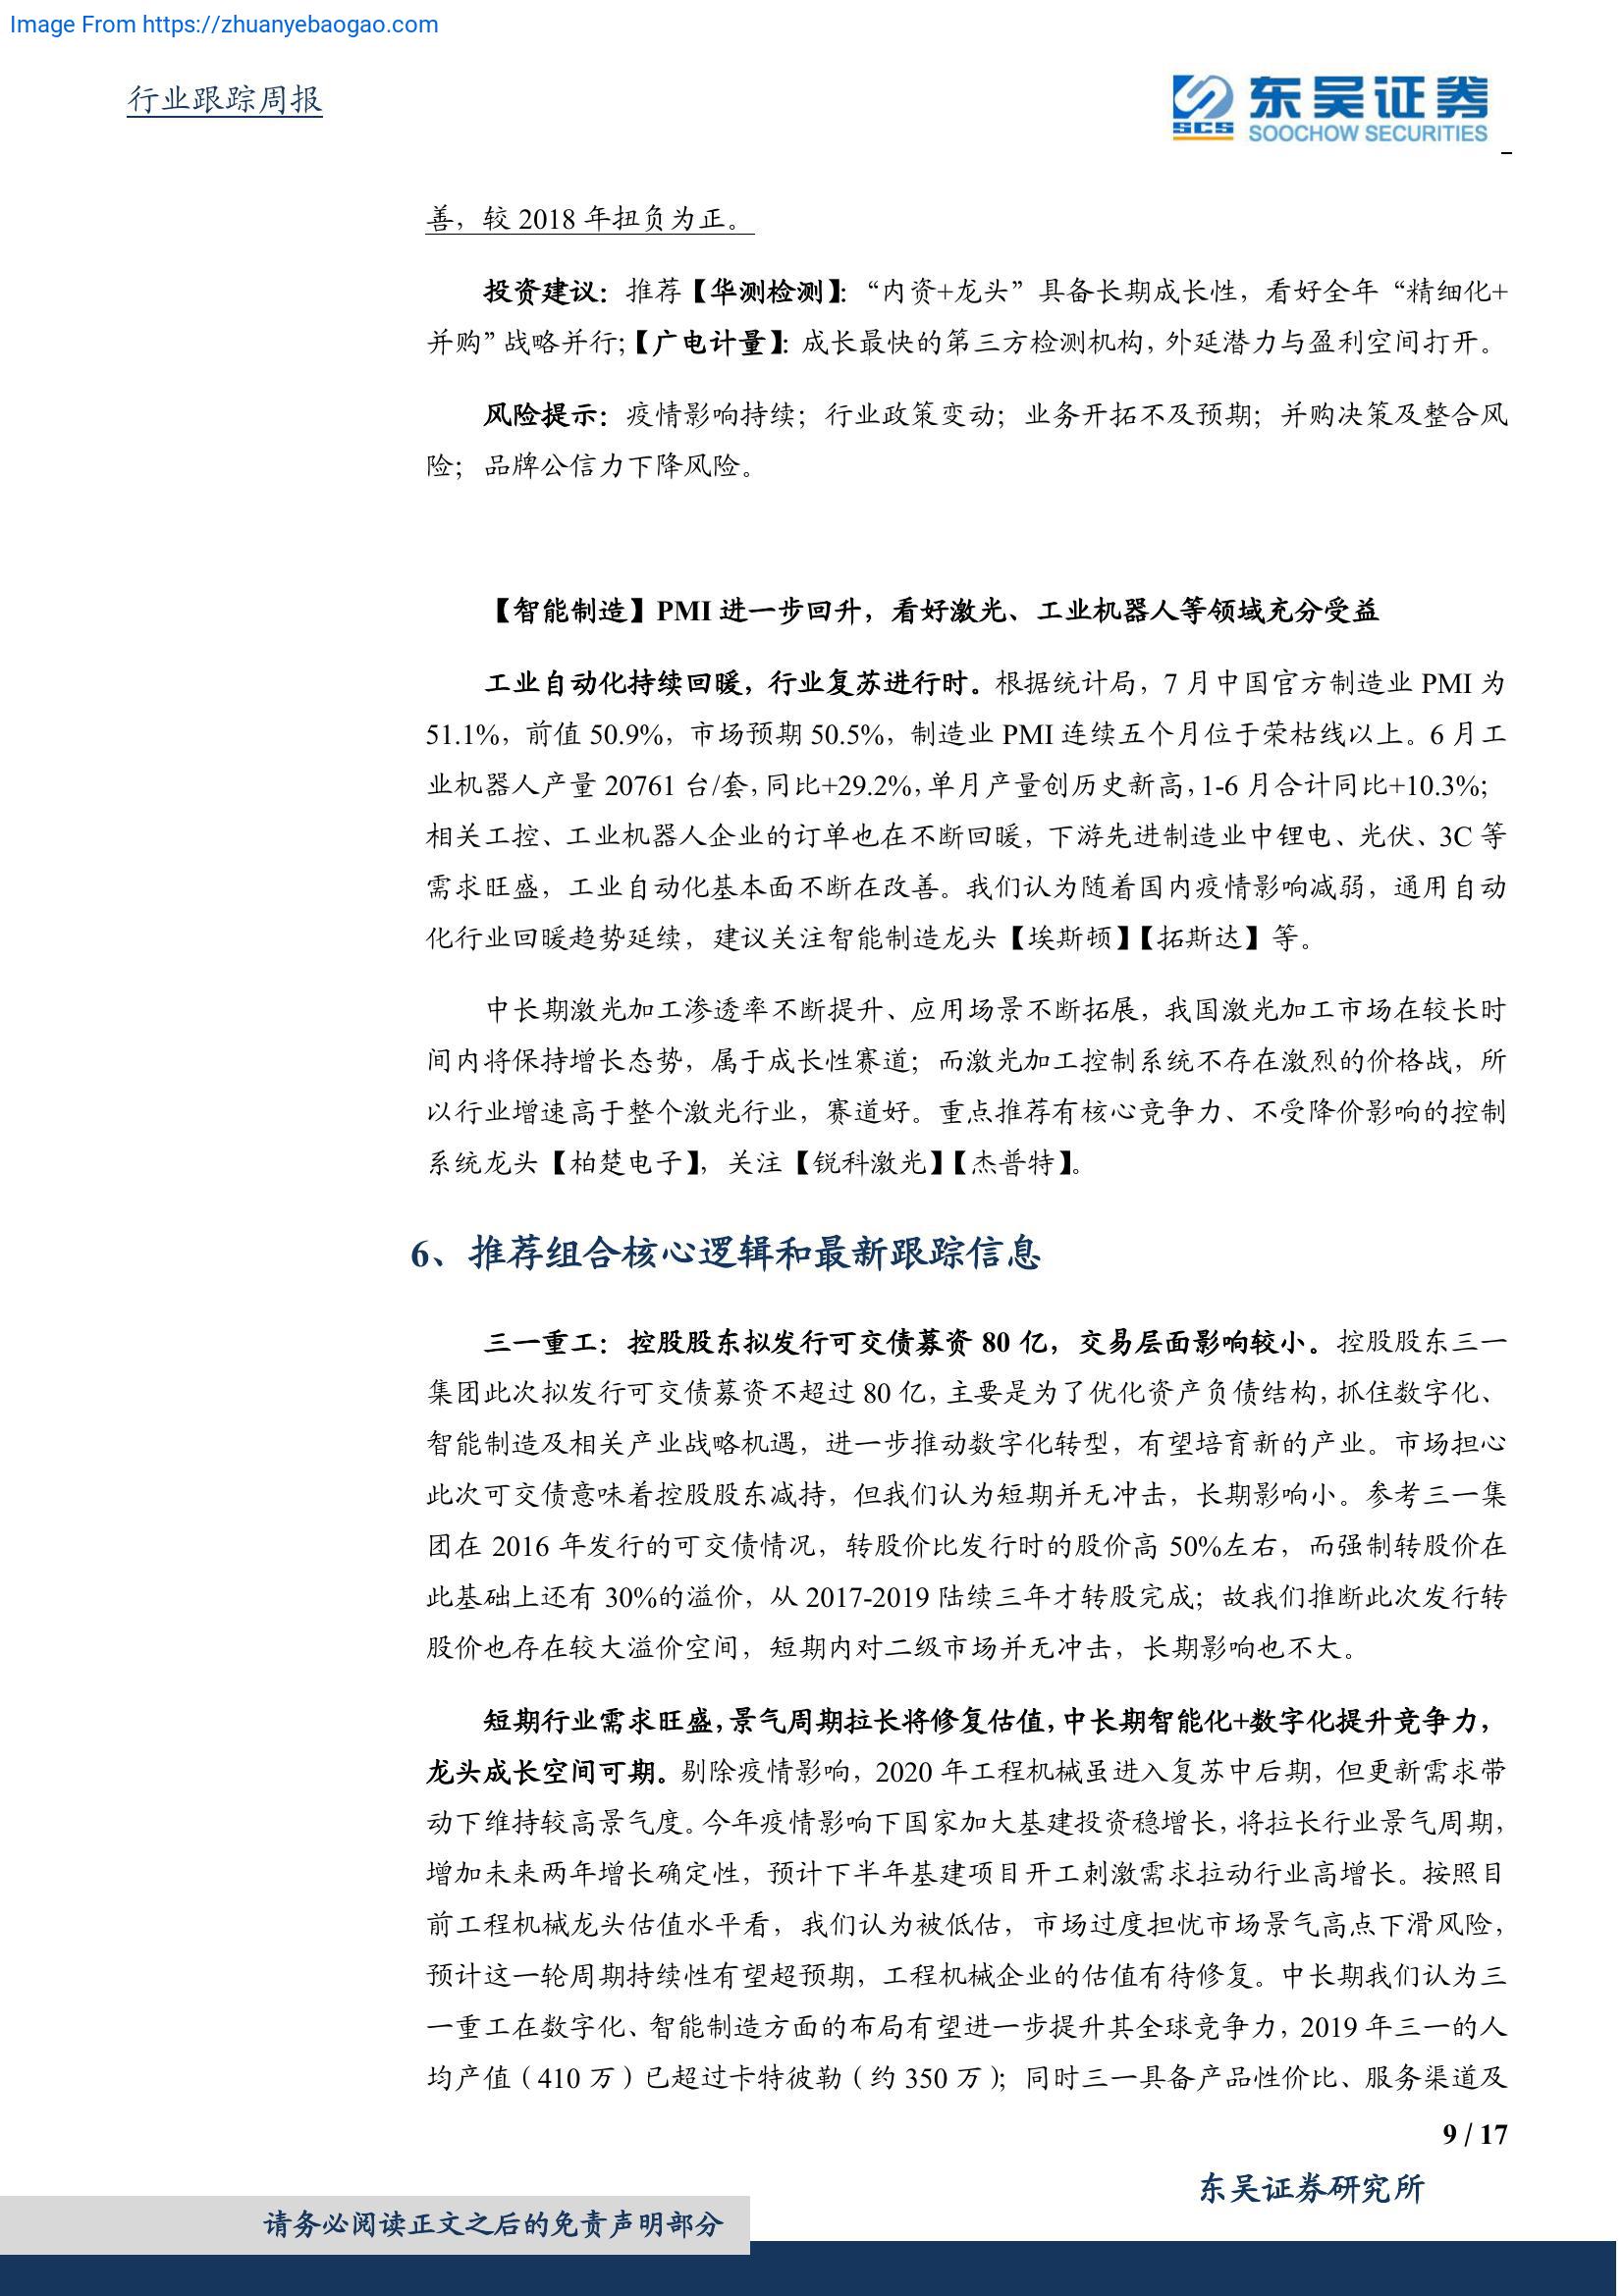 Image From https://zhuanyebaogao.com
行业跟踪周报
SCS
东吴证券
SOOCHOW SECURITIES
善，较 2018 年扭负为正。
投资建议：推荐【华测检测】：“内资+龙头”具备长期成长性，看好全年“精细化+
并购”战略并行；【广电计量】：成长最快的第三方检测机构，外延潜力与盈利空间打开。
风险提示：疫情影响持续；行业政策变动；业务开拓不及预期；并购决策及整合风
险；品牌公信力下降风险。
【智能制造】PMI 进一步回升，看好激光、工业机器人等领域充分受益
工业自动化持续回暖，行业复苏进行时。根据统计局，7 月中国官方制造业 PMI 为
51.1%，前值 50.9%，市场预期 50.5%，制造业 PMI 连续五个月位于荣枯线以上。6 月工
业机器人产量 20761 台/套，同比+29.2%，单月产量创历史新高，1-6 月合计同比+10.3%；
相关工控、工业机器人企业的订单也在不断回暖，下游先进制造业中锂电、光伏、3C 等
需求旺盛，工业自动化基本面不断在改善。我们认为随着国内疫情影响减弱，通用自动
化行业回暖趋势延续，建议关注智能制造龙头【埃斯顿】【拓斯达】等。
中长期激光加工渗透率不断提升、应用场景不断拓展，我国激光加工市场在较长时
间内将保持增长态势，属于成长性赛道；而激光加工控制系统不存在激烈的价格战，所
以行业增速高于整个激光行业，赛道好。重点推荐有核心竞争力、不受降价影响的控制
系统龙头【柏楚电子】，关注【锐科激光】【杰普特】。
6、推荐组合核心逻辑和最新跟踪信息
三一重工：控股股东拟发行可交债募资 80 亿，交易层面影响较小。控股股东三一
集团此次拟发行可交债募资不超过 80 亿，主要是为了优化资产负债结构，抓住数字化、
智能制造及相关产业战略机遇，进一步推动数字化转型，有望培育新的产业。市场担心
此次可交债意味着控股股东减持，但我们认为短期并无冲击，长期影响小。参考三一集
团在 2016 年发行的可交债情况，转股价比发行时的股价高 50%左右，而强制转股价在
此基础上还有 30%的溢价，从 2017-2019 陆续三年才转股完成；故我们推断此次发行转
股价也存在较大溢价空间，短期内对二级市场并无冲击，长期影响也不大。
短期行业需求旺盛，景气周期拉长将修复估值，中长期智能化+数字化提升竞争力，
龙头成长空间可期。剔除疫情影响，2020 年工程机械虽进入复苏中后期，但更新需求带
动下维持较高景气度。今年疫情影响下国家加大基建投资稳增长，将拉长行业景气周期，
增加未来两年增长确定性，预计下半年基建项目开工刺激需求拉动行业高增长。按照目
前工程机械龙头估值水平看，我们认为被低估，市场过度担忧市场景气高点下滑风险，
预计这一轮周期持续性有望超预期，工程机械企业的估值有待修复。中长期我们认为三
一重工在数字化、智能制造方面的布局有望进一步提升其全球竞争力，2019 年三一的人
均产值（410 万）已超过卡特彼勒（约 350 万）；同时三一具备产品性价比、服务渠道及
9 / 17
东吴证券研究所
请务必阅读正文之后的免责声明部分